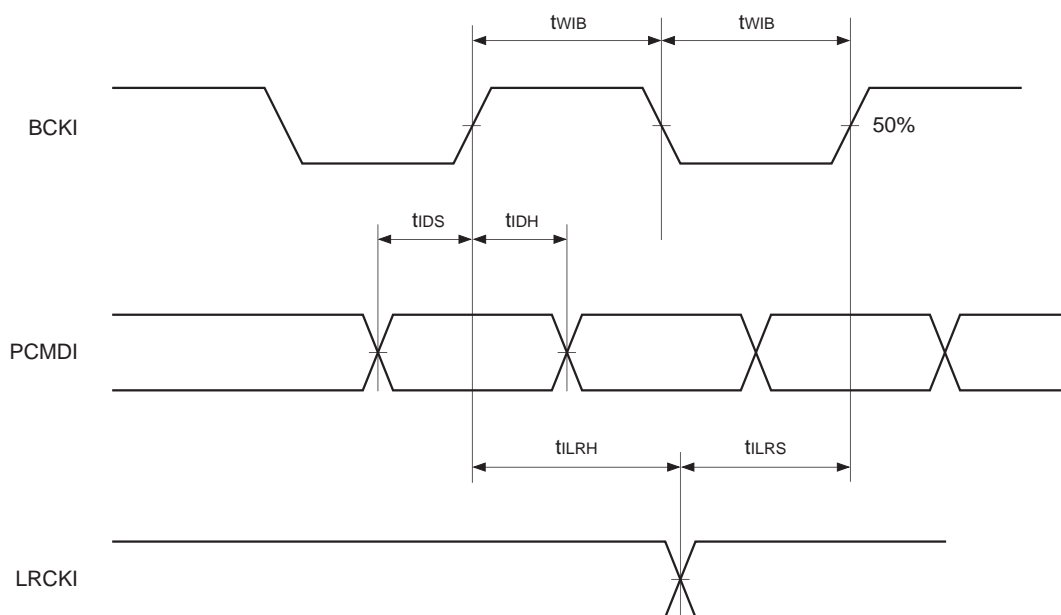 tWIB tWIB
BCKI
50%
tIDS tIDH
PCMDI
tILRH tILRS
LRCKI